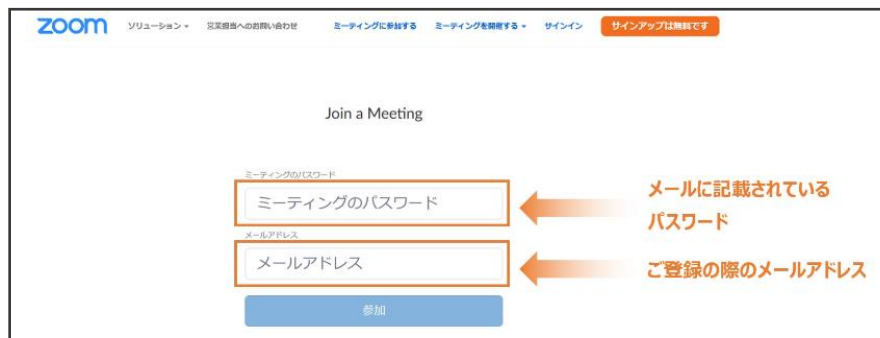 zoom ソリューション 営業担当へのお問い合わせ ミーティングに参加する ミーティングを開催する サインイン サインアップは無料です
Join a Meeting
ミーティングのパスワード
ミーティングのパスワード
メールに記載されている
パスワード
メールアドレス
メールアドレス
ご登録の際のメールアドレス
参加